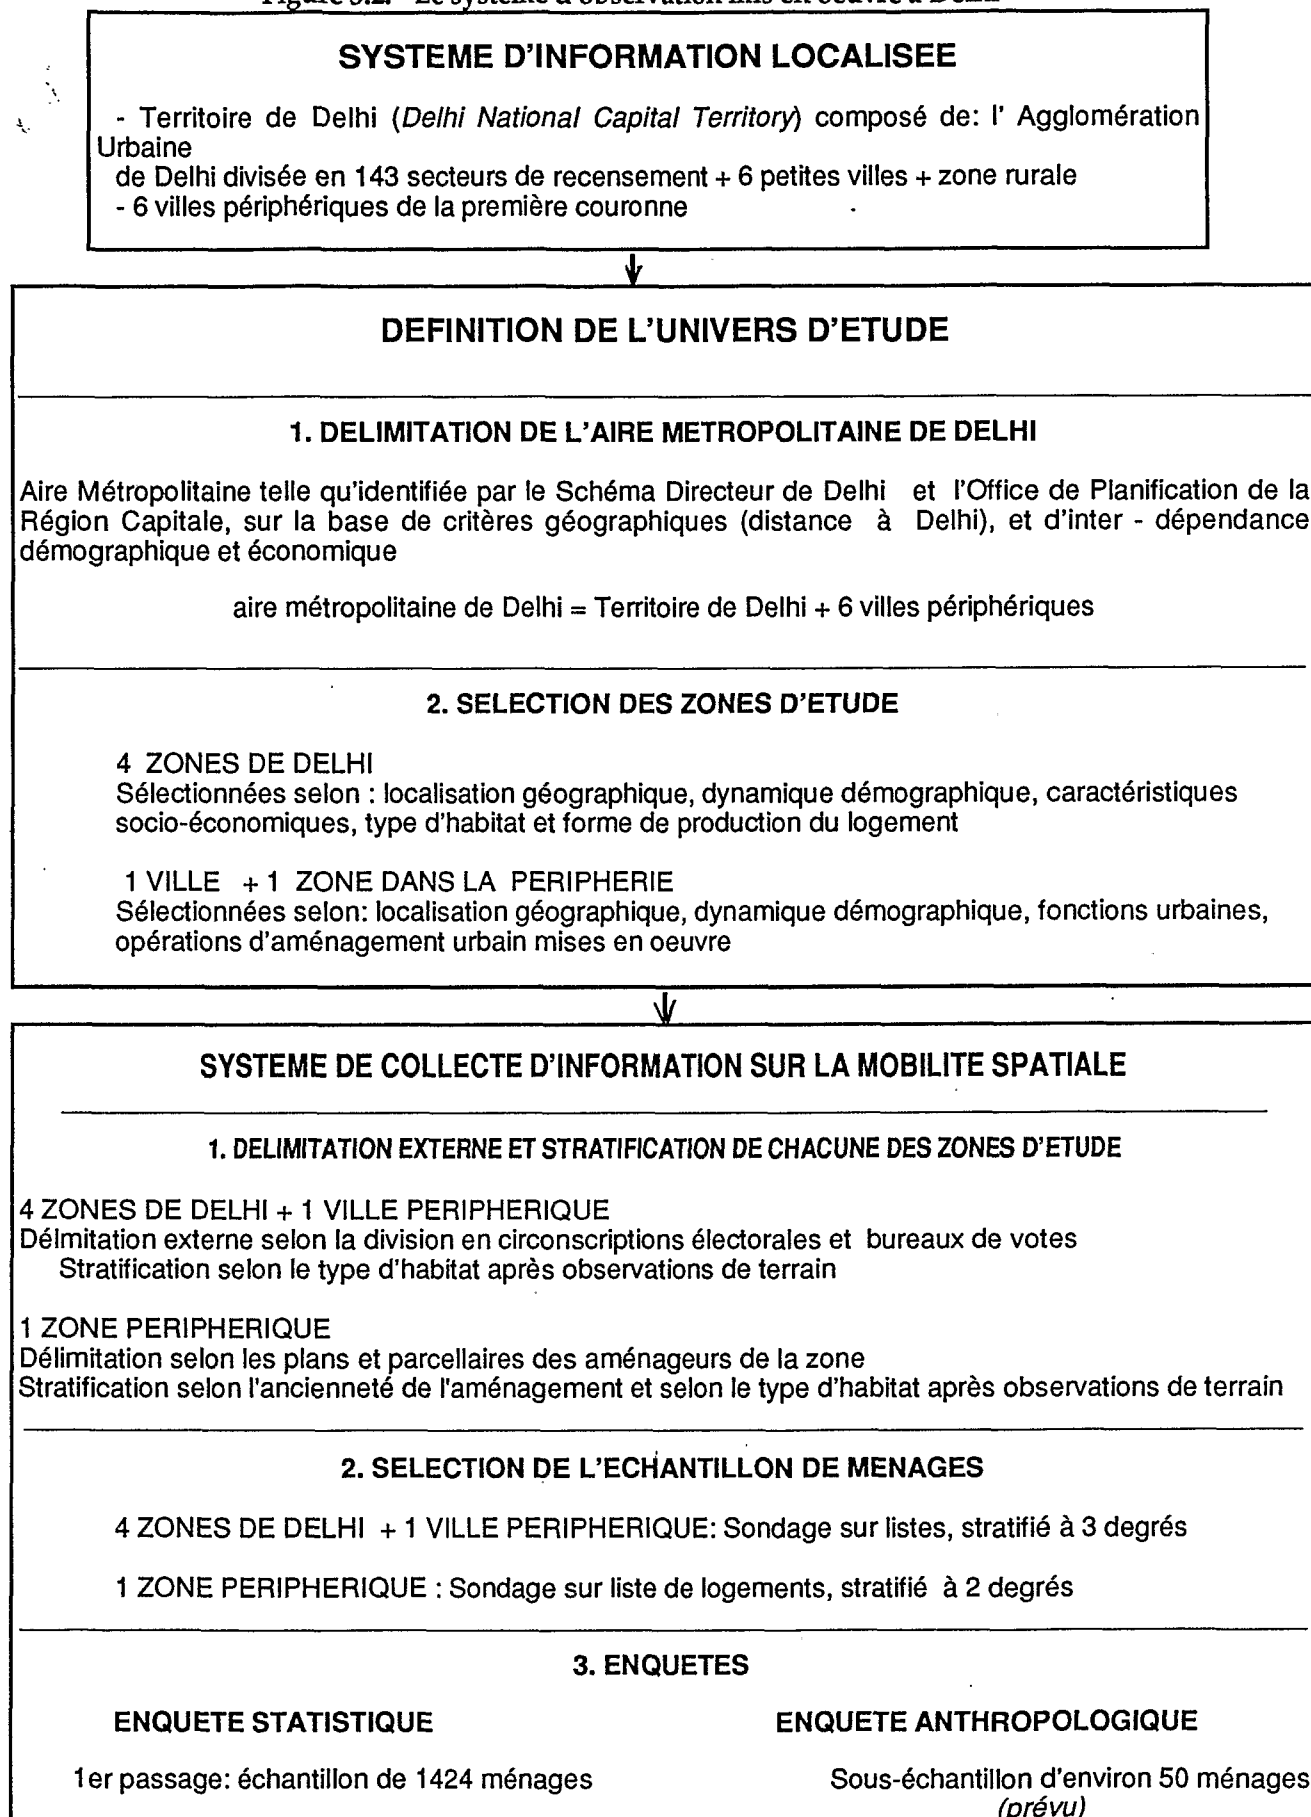 SYSTEME D'INFORMATION LOCALISEE
- Territoire de Delhi (Delhi National Capital Territory) composé de: l' Agglomération
Urbaine
de Delhi divisée en 143 secteurs de recensement + 6 petites villes + zone rurale
- 6 villes périphériques de la première couronne
DEFINITION DE L'UNIVERS D'ETUDE
1. DELIMITATION DE L'AIRE METROPOLITAINE DE DELHI
Aire Métropolitaine telle qu'identifiée par le Schéma Directeur de Delhi et l'Office de Planification de la
Région Capitale, sur la base de critères géographiques (distance à Delhi), et d'inter - dépendance
démographique et économique
aire métropolitaine de Delhi = Territoire de Delhi + 6 villes périphériques
2. SELECTION DES ZONES D'ETUDE
4 ZONES DE DELHI
Sélectionnées selon : localisation géographique, dynamique démographique, caractéristiques
socio-économiques, type d'habitat et forme de production du logement
1 VILLE + 1 ZONE DANS LA PERIPHERIE
Sélectionnées selon: localisation géographique, dynamique démographique, fonctions urbaines,
opérations d'aménagement urbain mises en oeuvre
SYSTEME DE COLLECTE D'INFORMATION SUR LA MOBILITE SPATIALE
1. DELIMITATION EXTERNE ET STRATIFICATION DE CHACUNE DES ZONES D'ETUDE
4 ZONES DE DELHI + 1 VILLE PERIPHERIQUE
Délmitation externe selon la division en circonscriptions électorales et bureaux de votes
Stratification selon le type d'habitat après observations de terrain
1 ZONE PERIPHERIQUE
Délimitation selon les plans et parcellaires des aménageurs de la zone
Stratification selon l'ancienneté de l'aménagement et selon le type d'habitat après observations de terrain
2. SELECTION DE L'ECHANTILLON DE MENAGES
4 ZONES DE DELHI + 1 VILLE PERIPHERIQUE: Sondage sur listes, stratifié à 3 degrés
1 ZONE PERIPHERIQUE : Sondage sur liste de logements, stratifié à 2 degrés
3. ENQUETES
ENQUETE STATISTIQUE ENQUETE ANTHROPOLOGIQUE
1er passage: échantillon de 1424 ménages Sous-échantillon d'environ 50 ménages
(prévu)